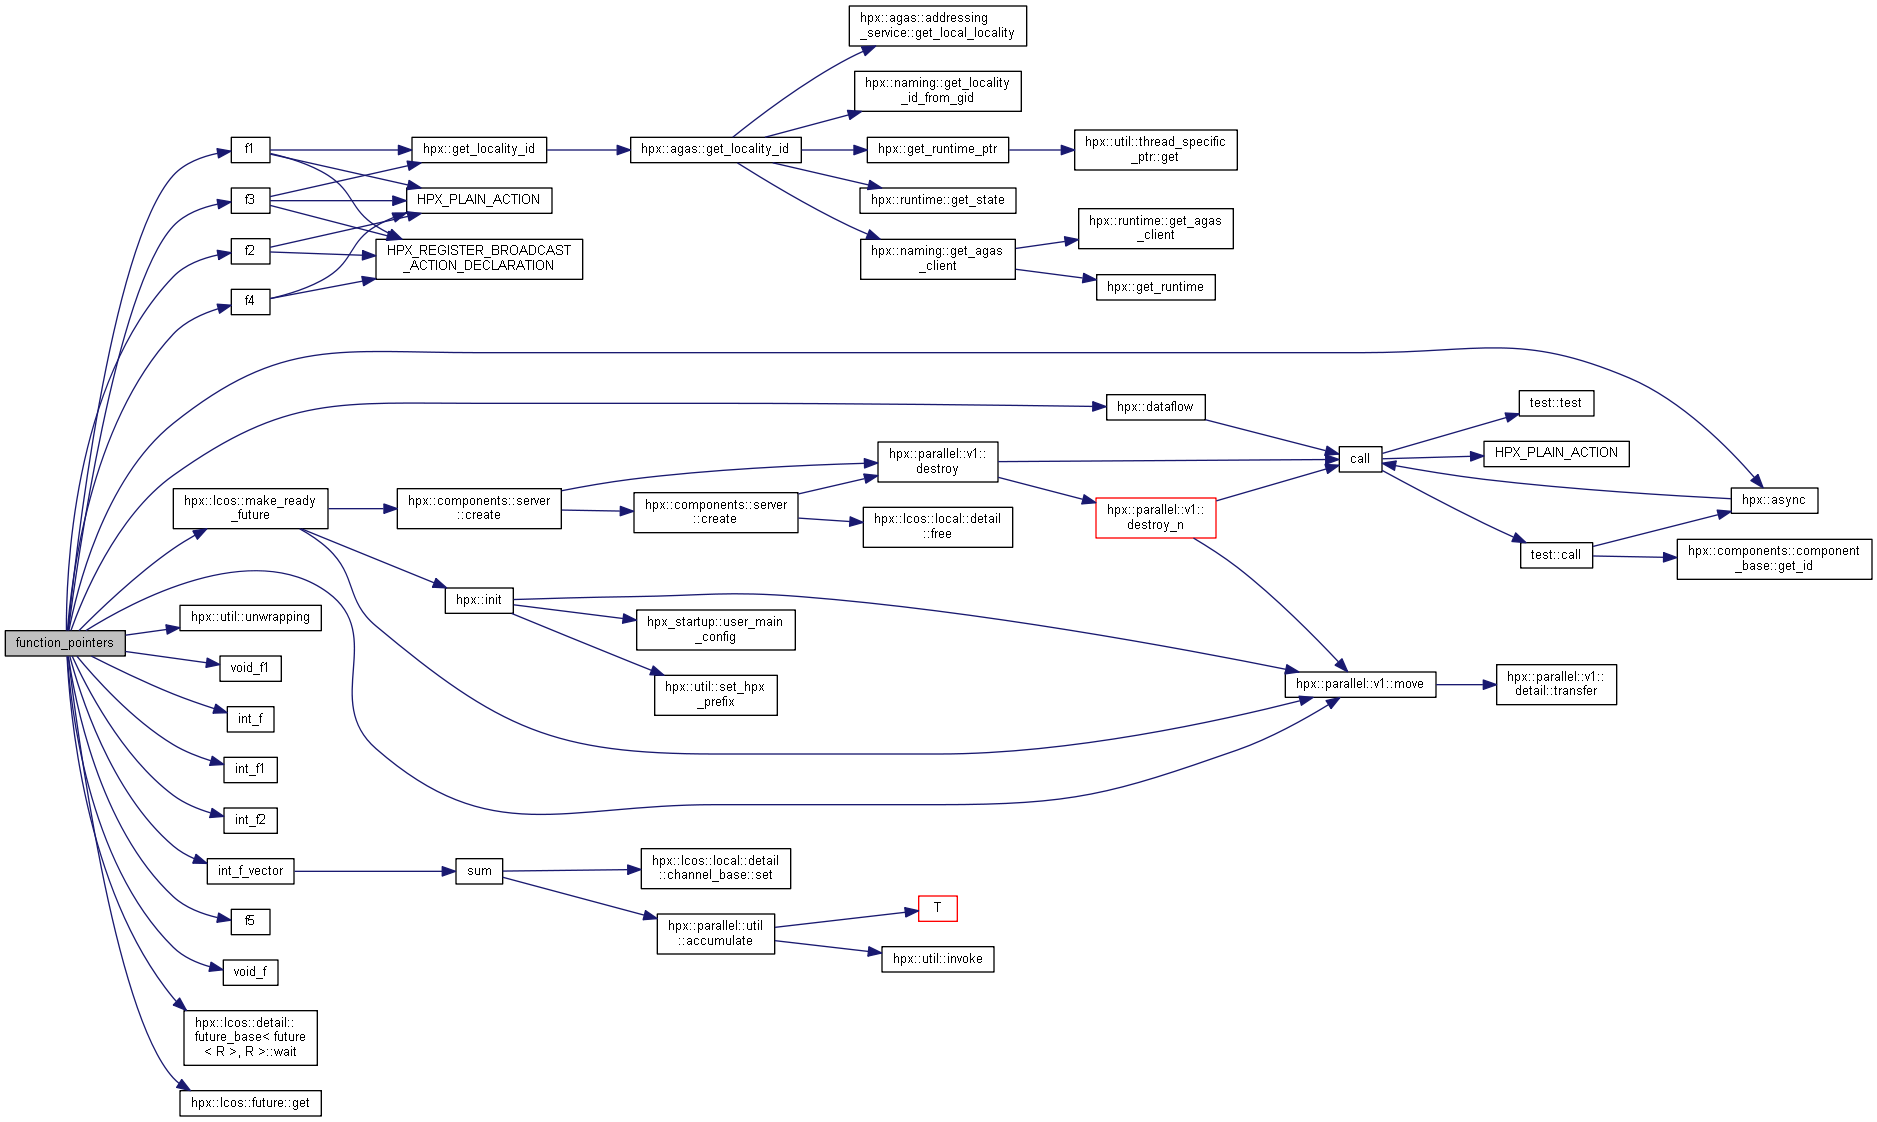 function_pointers
f1
f3
f2
f4
hpx::get_locality_id
HPX_PLAIN_ACTION
HPX_REGISTER_BROADCAST
_ACTION_DECLARATION
hpx::agas::get_locality_id
hpx::agas::addressing
_service::get_local_locality
hpx::naming::get_locality
_id_from_gid
hpx::get_runtime_ptr
hpx::util::thread_specific
_ptr::get
hpx::runtime::get_state
hpx::naming::get_agas
_client
hpx::runtime::get_agas
_client
hpx::get_runtime
hpx::dataflow
call
test::test
HPX_PLAIN_ACTION
hpx::async
test::call
hpx::components::component
_base::get_id
hpx::lcos::make_ready
_future
hpx::components::server
::create
hpx::components::server
::create
hpx::parallel::v1::
destroy
hpx::lcos::local::detail
::free
hpx::parallel::v1::
destroy_n
hpx::init
hpx_startup::user_main
_config
hpx::util::set_hpx
_prefix
hpx::parallel::v1::move
hpx::parallel::v1::
detail::transfer
hpx::util::unwrapping
void_f1
int_f
int_f1
int_f2
int_f_vector
sum
hpx::lcos::local::detail
::channel_base::set
hpx::parallel::util
::accumulate
T
hpx::util::invoke
f5
void_f
hpx::lcos::detail::
future_base< future
< R >, R >::wait
hpx::lcos::future::get